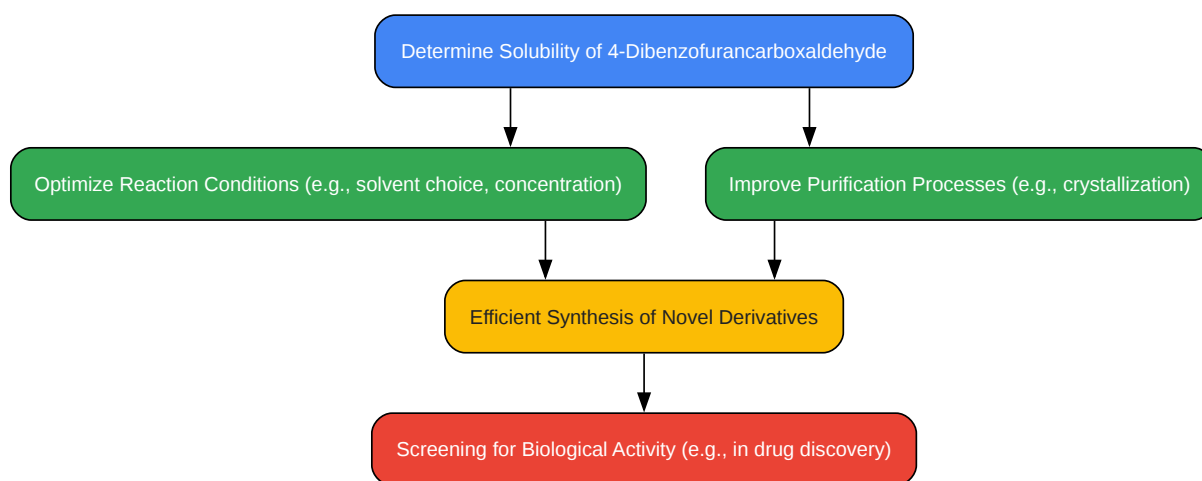 Determine Solubility of 4-Dibenzofurancarboxaldehyde
Optimize Reaction Conditions (e.g., solvent choice, concentration)
Improve Purification Processes (e.g., crystallization)
Efficient Synthesis of Novel Derivatives
Screening for Biological Activity (e.g., in drug discovery)